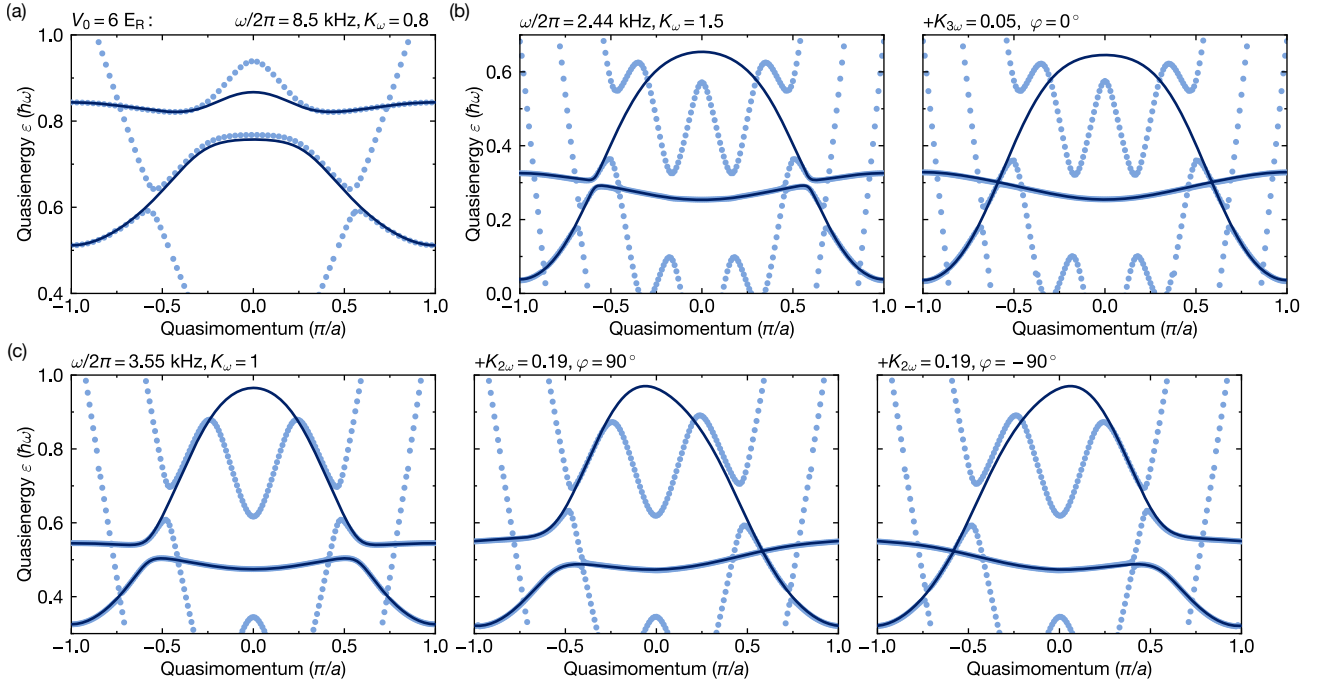 (a)
V₀ = 6 E_R :
ω/2π = 8.5 kHz, K_ω = 0.8
1.0
0.9
0.8
0.7
0.6
0.5
0.4
Quasienergy ε (ħω)
−1.0
−0.5
0.0
0.5
1.0
Quasimomentum (π/a)
(b)
ω/2π = 2.44 kHz, K_ω = 1.5
0.6
0.4
0.2
0.0
Quasienergy ε (ħω)
−1.0
−0.5
0.0
0.5
1.0
Quasimomentum (π/a)
+K_3ω = 0.05, φ = 0°
−1.0
−0.5
0.0
0.5
1.0
Quasimomentum (π/a)
(c)
ω/2π = 3.55 kHz, K_ω = 1
1.0
0.8
0.6
0.4
Quasienergy ε (ħω)
−1.0
−0.5
0.0
0.5
1.0
Quasimomentum (π/a)
+K_2ω = 0.19, φ = 90°
−1.0
−0.5
0.0
0.5
1.0
Quasimomentum (π/a)
+K_2ω = 0.19, φ = −90°
−1.0
−0.5
0.0
0.5
1.0
Quasimomentum (π/a)